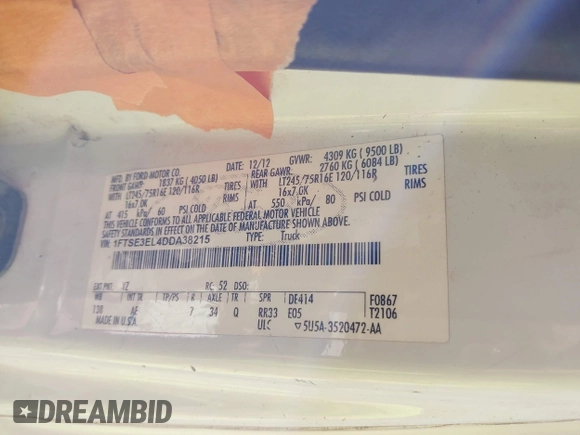 MFD. BY FORD MOTOR CO.
DATE: 12/12 GVWR: 4309 KG ( 9500 LB)
FRONT GAWR: 1837 KG ( 4050 LB) REAR GAWR: 2760 KG ( 6084 LB)
WITH LT245/75R16E 120/116R TIRES WITH LT245/75R16E 120/116R TIRES
16x7.0K RIMS 16x7.0K RIMS
AT 415 kPa/ 60 PSI COLD AT 550 kPa/ 80 PSI COLD
THIS VEHICLE CONFORMS TO ALL APPLICABLE FEDERAL MOTOR VEHICLE
SAFETY STANDARDS IN EFFECT ON THE DATE OF MANUFACTURE SHOWN ABOVE.
VIN: 1FTSE3EL4DDA38215 TYPE: Truck
EXT PNT: YZ RC: 52 DSO:
WB INT TR TP/PS R AXLE TR SPR DE414 F0867
138 AE 7 34 Q RR33 E05 T2106
MADE IN U.S.A. ULC 5U5A-3520472-AA
DREAMBID